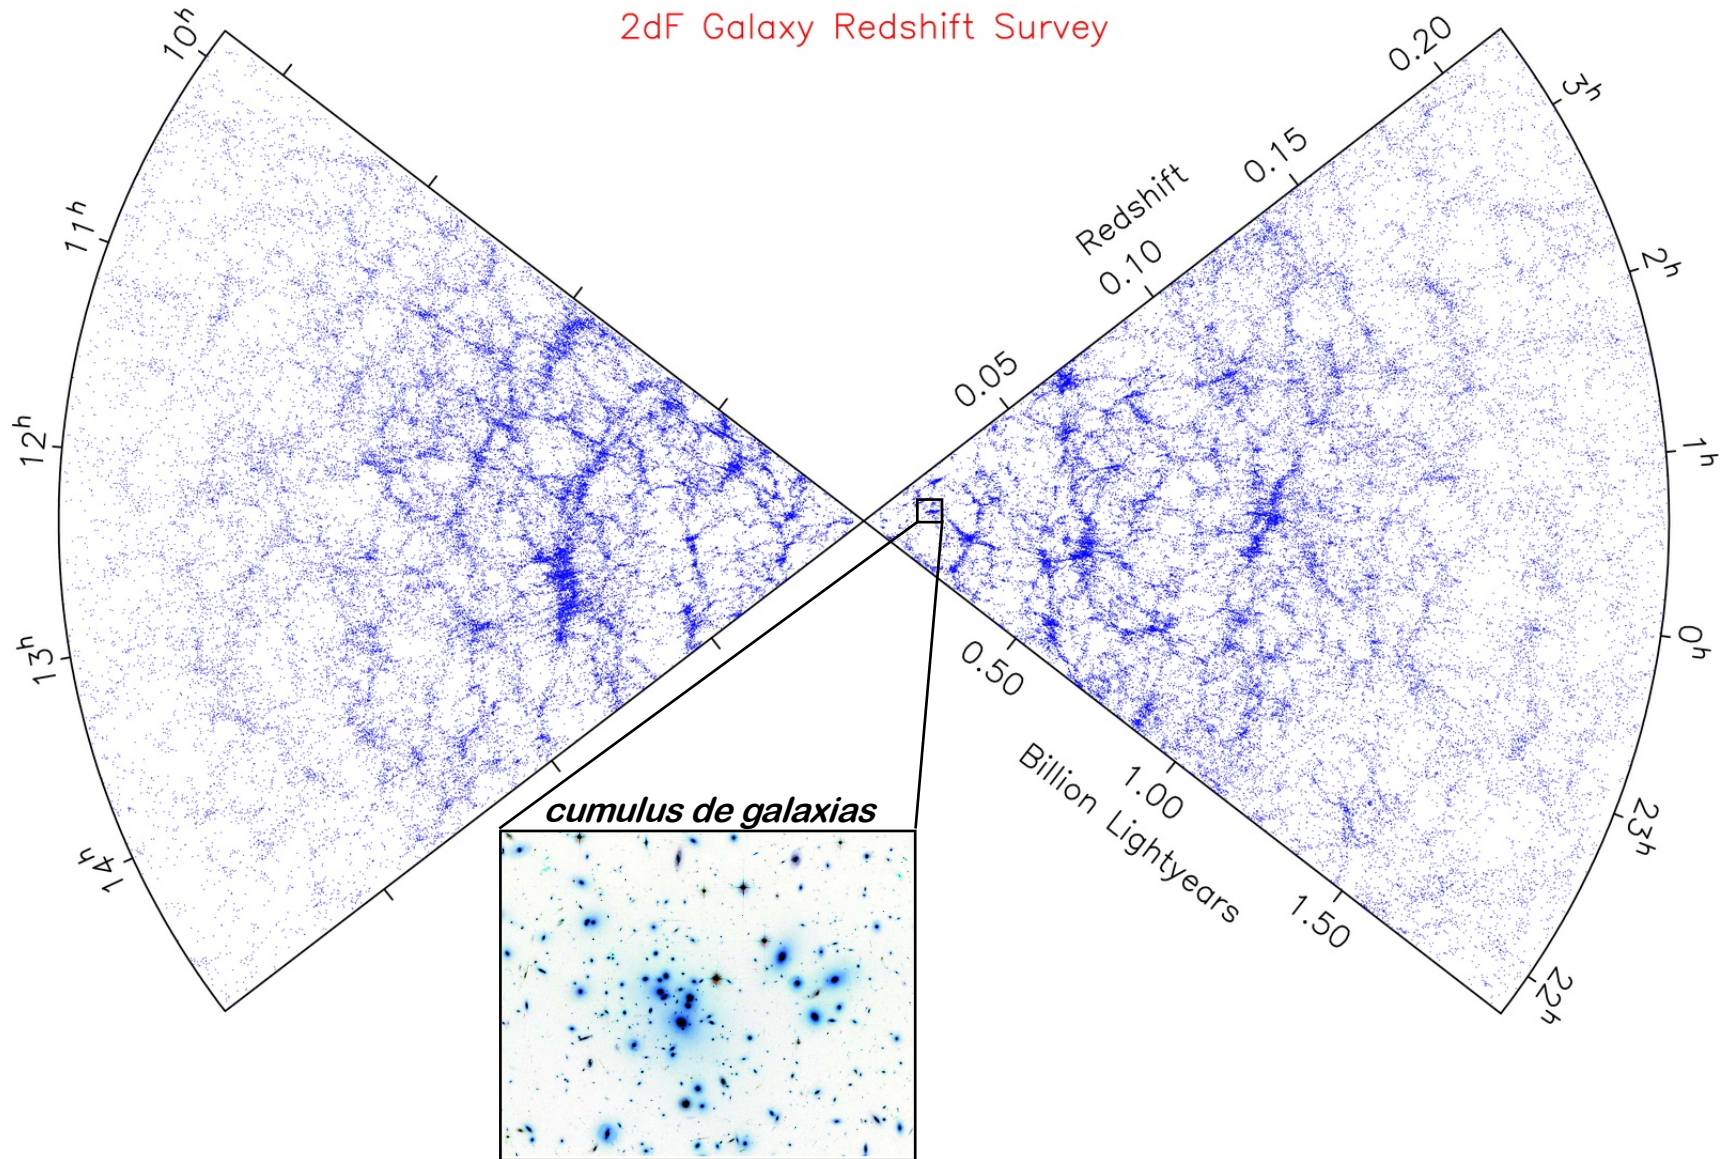 2dF Galaxy Redshift Survey
10h
11h
12h
13h
14h
Redshift
0.05
0.10
0.15
0.20
3h
2h
1h
0h
23h
22h
0.50
1.00
1.50
Billion Lightyears
cumulus de galaxias